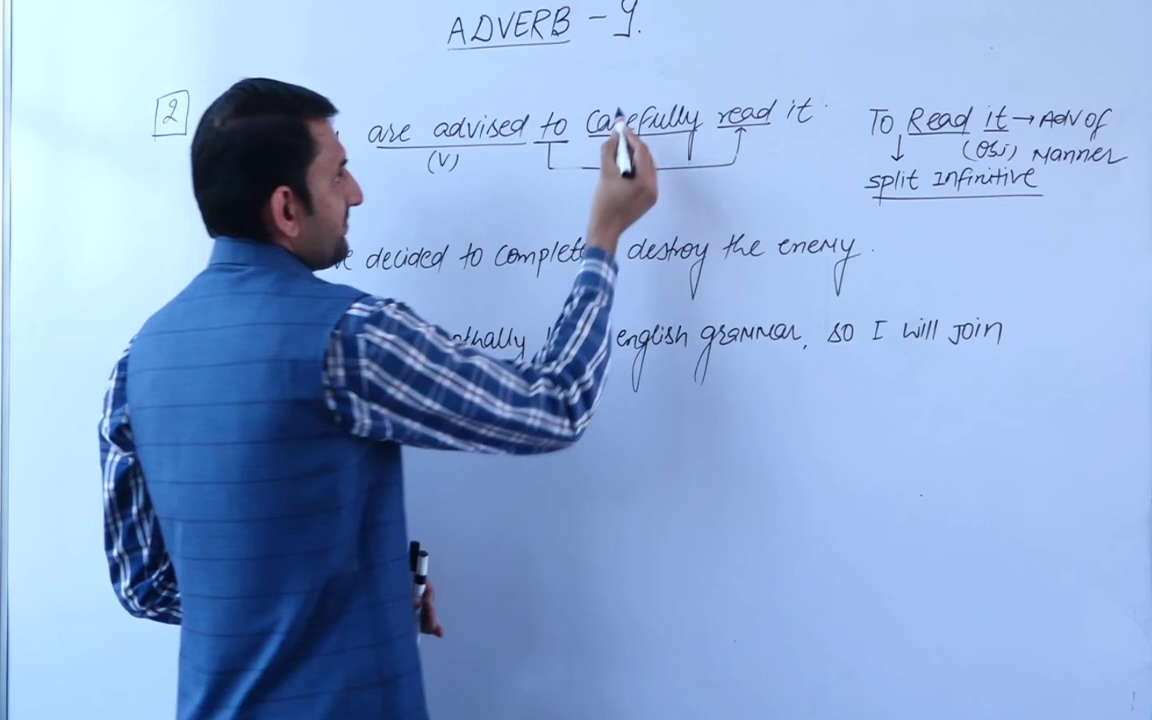 ADVERB - 9.
2 are advised to carefully read it.
(V)
To Read it → Adv of
(obj) Manner
split Infinitive
decided to complete destroy the enemy.
english grammar, so I will join